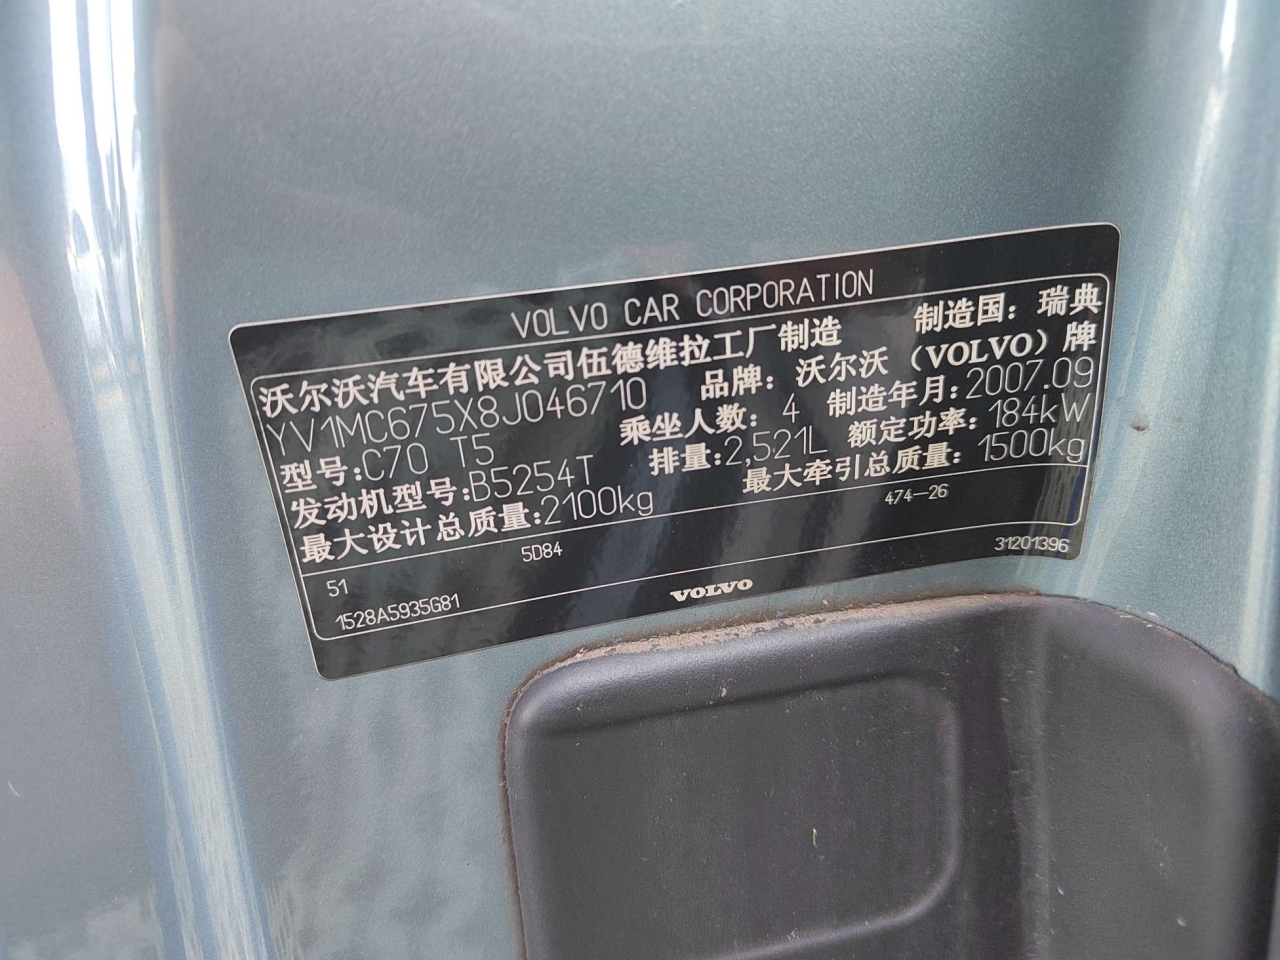 VOLVO CAR CORPORATION
沃尔沃汽车有限公司伍德维拉工厂制造 制造国：瑞典
YV1MC675X8J046710 品牌：沃尔沃（VOLVO）牌
型号:C70 T5 乘坐人数：4 制造年月:2007.09
发动机型号:B5254T 排量:2,521L 额定功率:184kW
最大设计总质量:2100kg 最大牵引总质量:1500kg
51 5D84 474-26
1528A5935G81 VOLVO 31201396